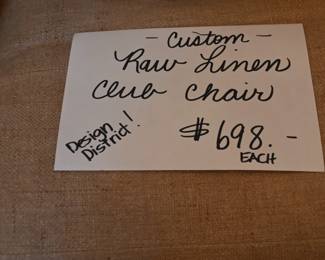 - Custom -
Raw Linen
Club Chair
Design
District!
$698.-
EACH